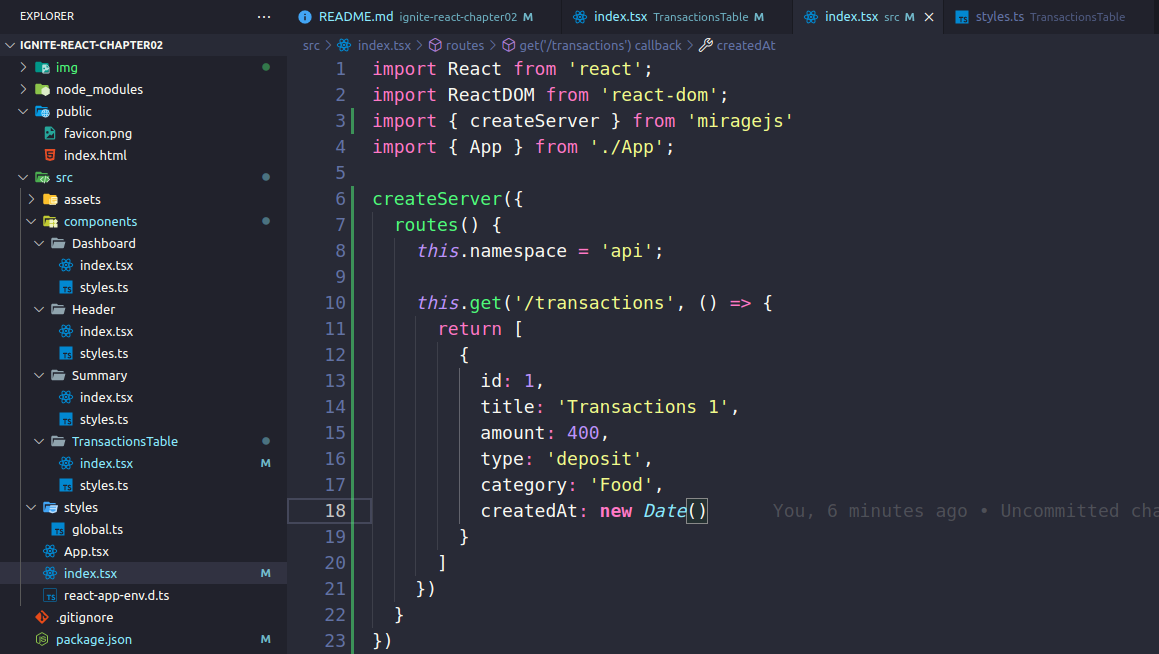 EXPLORER ...
IGNITE-REACT-CHAPTER02
img
node_modules
public
favicon.png
index.html
src
assets
components
Dashboard
index.tsx
styles.ts
Header
index.tsx
styles.ts
Summary
index.tsx
styles.ts
TransactionsTable
index.tsx M
styles.ts
styles
global.ts
App.tsx
index.tsx M
react-app-env.d.ts
.gitignore
package.json M
README.md ignite-react-chapter02 M index.tsx TransactionsTable M index.tsx src M styles.ts TransactionsTable
src > index.tsx > routes > get('/transactions') callback > createdAt
1 import React from 'react';
2 import ReactDOM from 'react-dom';
3 import { createServer } from 'miragejs'
4 import { App } from './App';
5
6 createServer({
7 routes() {
8 this.namespace = 'api';
9
10 this.get('/transactions', () => {
11 return [
12 {
13 id: 1,
14 title: 'Transactions 1',
15 amount: 400,
16 type: 'deposit',
17 category: 'Food',
18 createdAt: new Date() You, 6 minutes ago • Uncommitted cha
19 }
20 ]
21 })
22 }
23 })